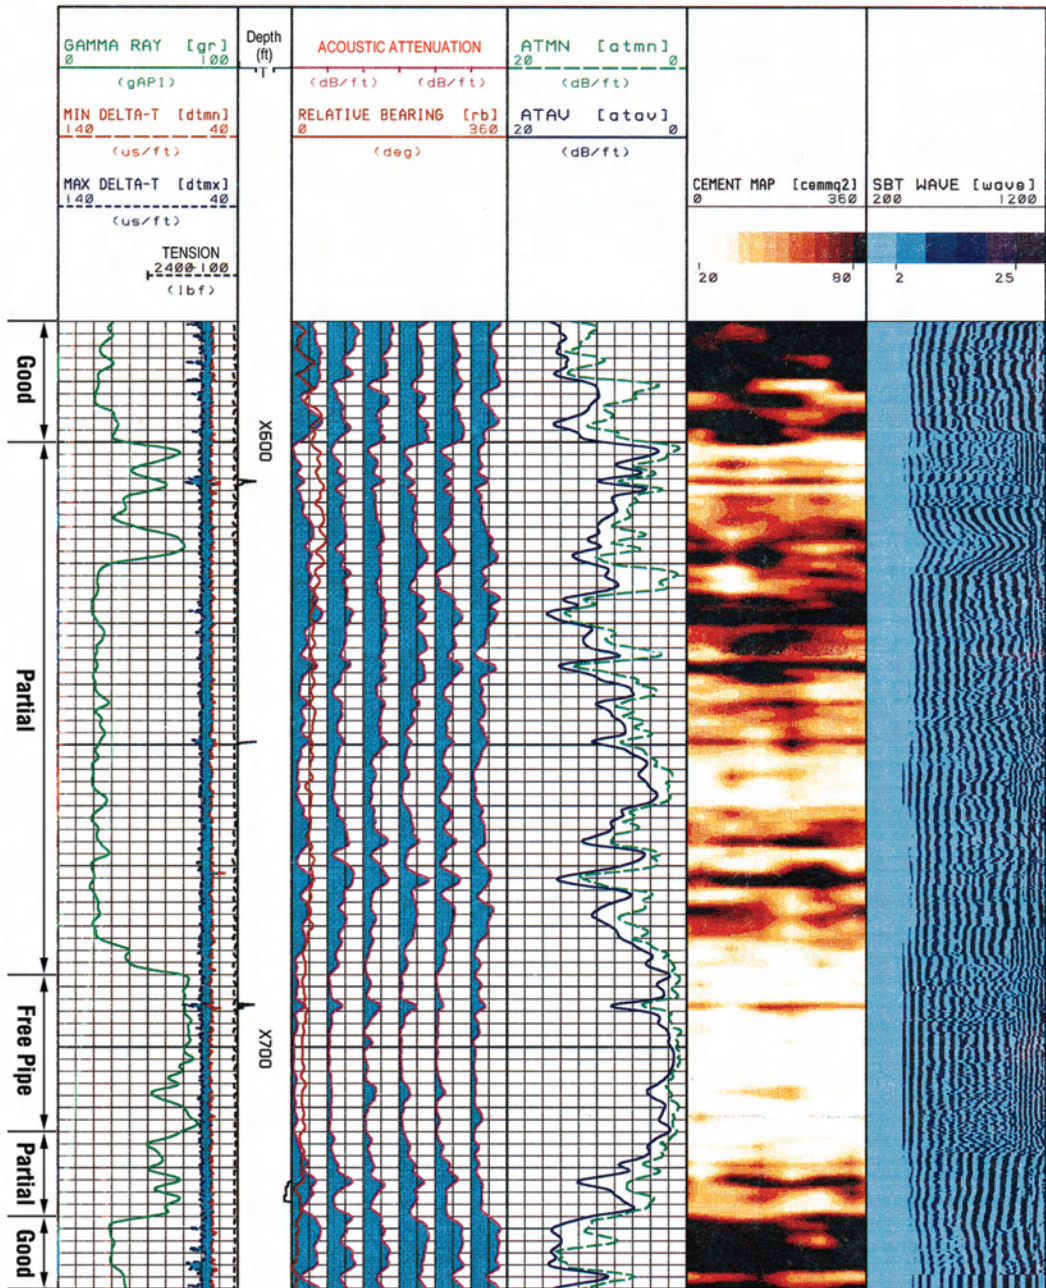 GAMMA RAY [gr]
0 100
(gAPI)
MIN DELTA-T [dtmn]
140 40
(us/ft)
MAX DELTA-T [dtmx]
140 40
(us/ft)
TENSION
2400-100
(lbf)
Depth
(ft)
ACOUSTIC ATTENUATION
(dB/ft) (dB/ft)
RELATIVE BEARING [rb]
0 360
(deg)
ATMN [atmn]
20 0
(dB/ft)
ATAV [atav]
20 0
(dB/ft)
CEMENT MAP [cemmq2]
0 360
20 80
SBT WAVE [wave]
200 1200
2 25
Good
Partial
Free Pipe
Partial
Good
X600
X700